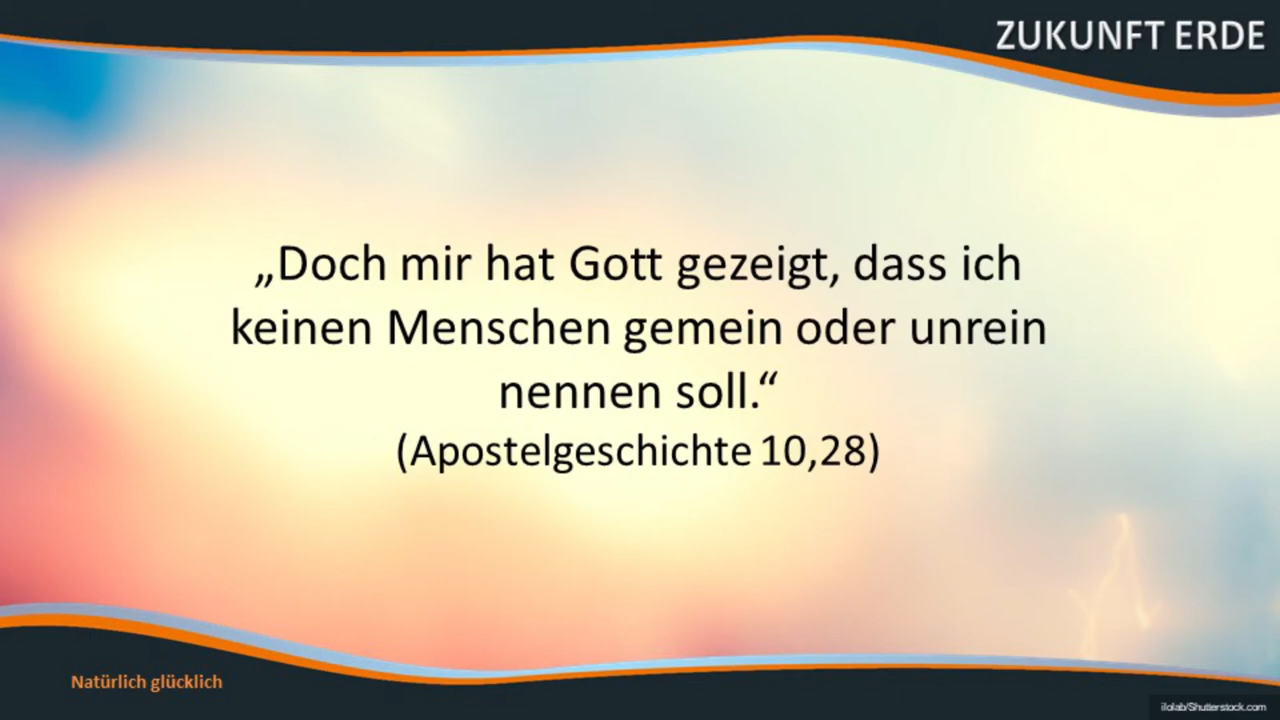 ZUKUNFT ERDE
„Doch mir hat Gott gezeigt, dass ich
keinen Menschen gemein oder unrein
nennen soll.“
(Apostelgeschichte 10,28)
Natürlich glücklich
ilolab/Shutterstock.com